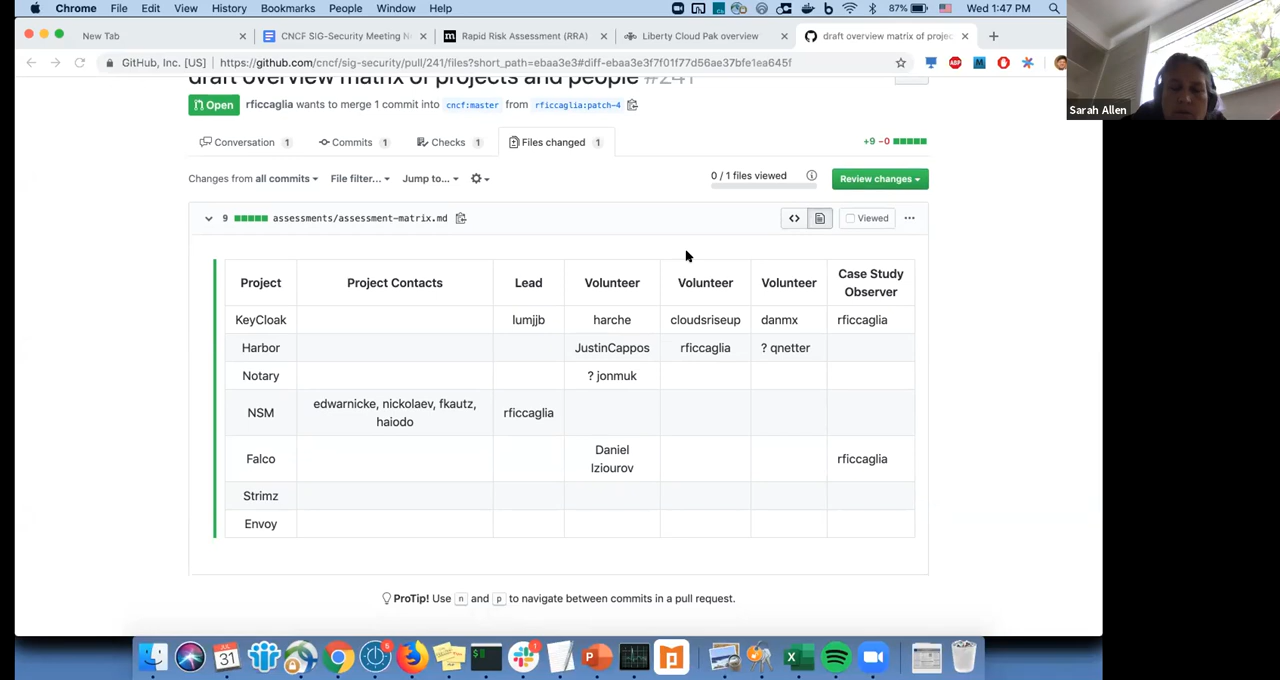 Chrome File Edit View History Bookmarks People Window Help 87% Wed 1:47 PM
New Tab CNCF SIG-Security Meeting N Rapid Risk Assessment (RRA) Liberty Cloud Pak overview draft overview matrix of projec
GitHub, Inc. [US] https://github.com/cncf/sig-security/pull/241/files?short_path=ebaa3e3#diff-ebaa3e3f7f01f77d56ae37bfe1ea645f
Sarah Allen
draft overview matrix of projects and people #241
Open rficcaglia wants to merge 1 commit into cncf:master from rficcaglia:patch-4
Conversation 1 Commits 1 Checks 1 Files changed 1 +9 −0
Changes from all commits File filter... Jump to... 0 / 1 files viewed Review changes
9 assessments/assessment-matrix.md Viewed
Project Project Contacts Lead Volunteer Volunteer Volunteer Case Study
Observer
KeyCloak lumjjb harche cloudsriseup danmx rficcaglia
Harbor JustinCappos rficcaglia ? qnetter
Notary ? jonmuk
NSM edwarnicke, nickolaev, fkautz,
haiodo rficcaglia
Falco Daniel
Iziourov rficcaglia
Strimz
Envoy
ProTip! Use n and p to navigate between commits in a pull request.
JUL
31